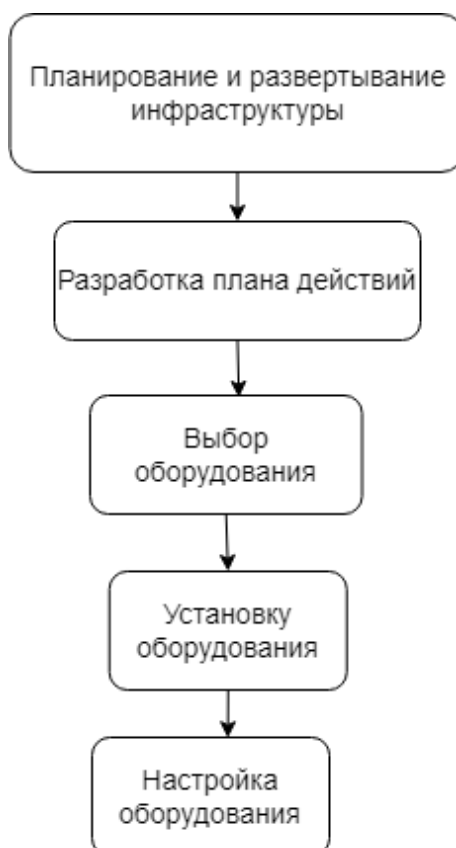 Планирование и развертывание
инфраструктуры
Разработка плана действий
Выбор
оборудования
Установку
оборудования
Настройка
оборудования